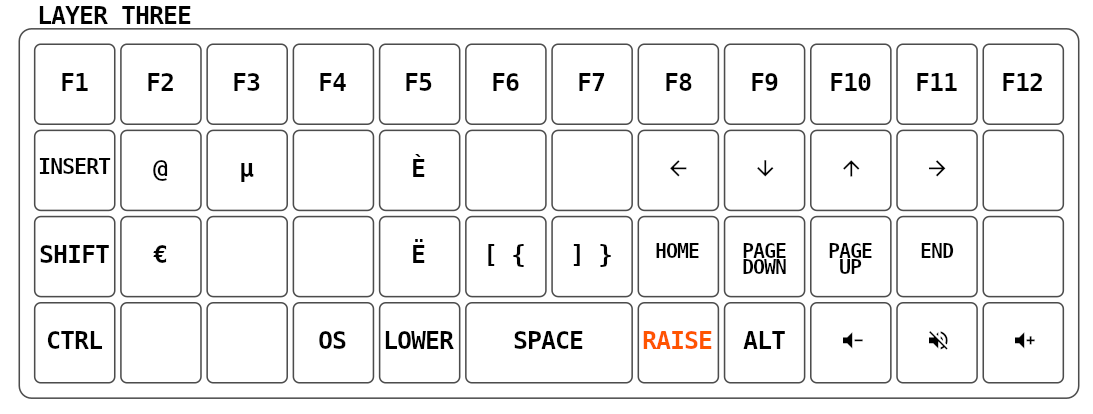 LAYER THREE
F1 F2 F3 F4 F5 F6 F7 F8 F9 F10 F11 F12
INSERT @ µ È ← ↓ ↑ →
SHIFT € Ë [ { ] } HOME PAGE DOWN PAGE UP END
CTRL OS LOWER SPACE RAISE ALT - +